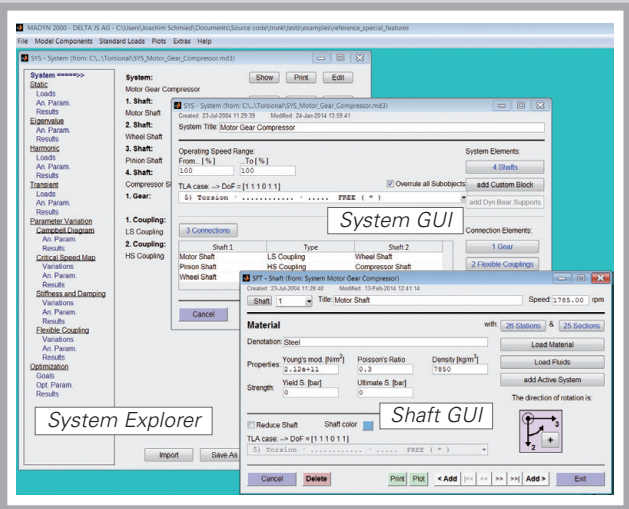 MADYN 2000 - DELTA JS AG - C:\Users\Joachim Schmied\Documents\Source code\trunk\tests\examples\reference_special_features
File Model Components Standard Loads Plots Extras Help
SYS - System (from: C:\...\Torsional\SYS_Motor_Gear_Compressor.md3)
System =====>>
Static
Loads
An. Param.
Results
Eigenvalue
An. Param.
Results
Harmonic
Loads
An. Param.
Results
Transient
Loads
An. Param.
Results
Parameter Variation
Campbell Diagram
An. Param.
Results
Critical Speed Map
Variations
An. Param.
Results
Stiffness and Damping
Variations
An. Param.
Results
Flexible Coupling
Variations
An. Param.
Results
Optimization
Goals
Opt. Param.
Results
System Explorer
System: Show Print Edit
Motor Gear Compressor
1. Shaft:
Motor Shaft
2. Shaft:
Wheel Shaft
3. Shaft:
Pinion Shaft
4. Shaft:
Compressor S
1. Gear:
1. Coupling:
LS Coupling
2. Coupling:
HS Coupling
Import Save As
SYS - System (from: C:\...\Torsional\SYS_Motor_Gear_Compressor.md3)
Created: 23-Jul-2004 11:29:39 Modified: 24-Jan-2014 13:59:41
System Title: Motor Gear Compressor
Operating Speed Range: System Elements:
From... [%] ...To [%] 4 Shafts
100 100
TLA case: --> DoF = [1 1 1 0 1 1] Overrule all Subobjects add Custom Block
5) Torsion FREE ( * ) add Dyn Bear Supports
System GUI
3 Connections Connection Elements:
Shaft 1 Type Shaft 2 1 Gear
Motor Shaft LS Coupling Wheel Shaft
Pinion Shaft HS Coupling Compressor Shaft 2 Flexible Couplings
Wheel Shaft
Cancel
SFT - Shaft (from: System Motor Gear Compressor)
Created: 23-Jul-2004 11:28:40 Modified: 13-Feb-2014 12:41:14
Shaft: 1 Title: Motor Shaft Speed: 1785.00 rpm
Material with: 26 Stations & 25 Sections
Denotation: Steel Load Material
Young's mod. [N/m²] Poisson's Ratio Density [kg/m³]
Properties: 2.12e+11 0.3 7850 Load Fluids
Yield S. [bar] Ultimate S. [bar]
Strength: 0 0 add Active System
The direction of rotation is:
Reduce Shaft Shaft color Shaft GUI
3
2
+
TLA case: --> DoF = [1 1 1 0 1 1]
5) Torsion FREE ( * )
Cancel Delete Print Plot < Add |<< << >> >>| Add > Exit